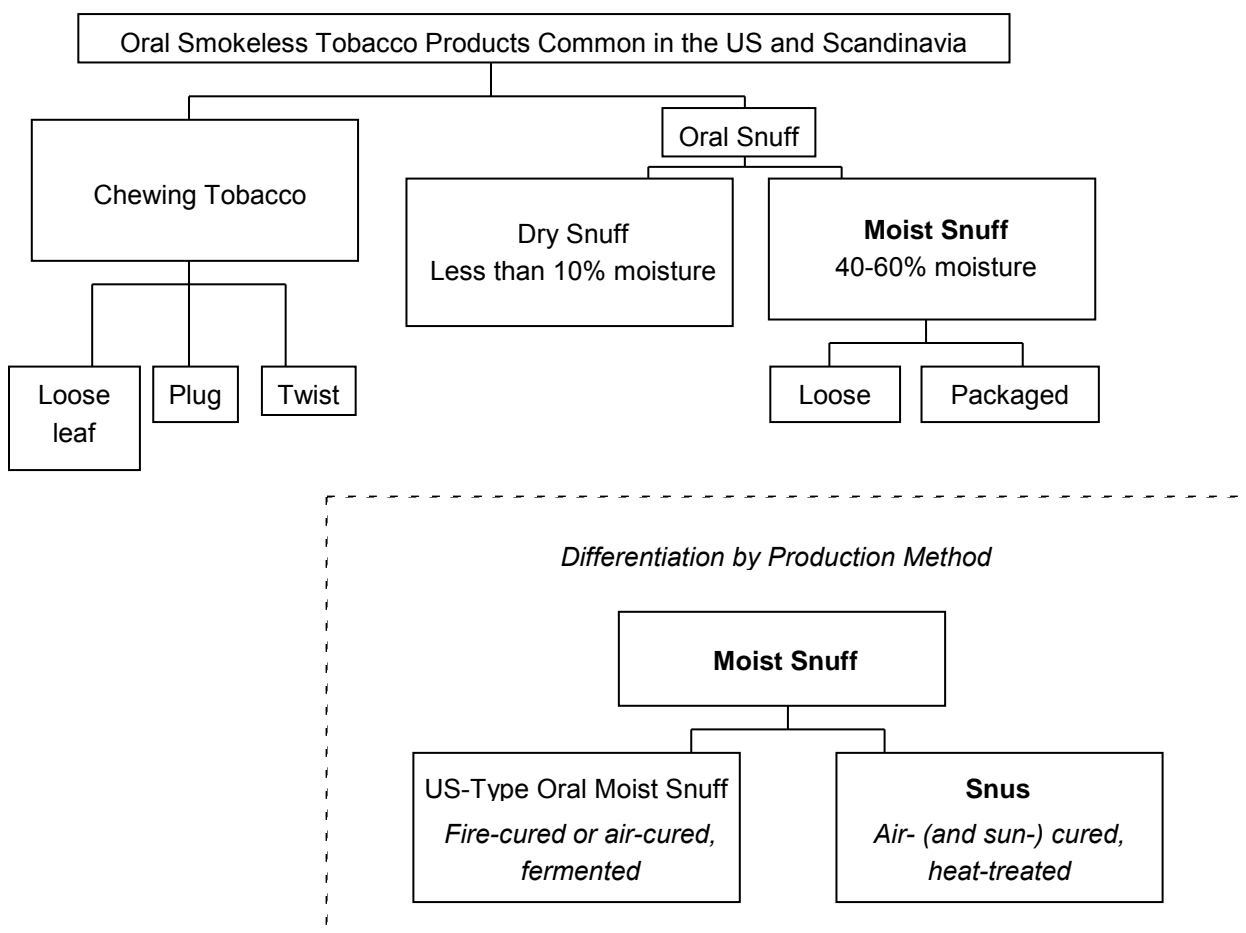 Oral Smokeless Tobacco Products Common in the US and Scandinavia
Chewing Tobacco
Oral Snuff
Dry Snuff
Less than 10% moisture
Moist Snuff
40-60% moisture
Loose
leaf
Plug
Twist
Loose
Packaged
Differentiation by Production Method
Moist Snuff
US-Type Oral Moist Snuff
Fire-cured or air-cured,
fermented
Snus
Air- (and sun-) cured,
heat-treated